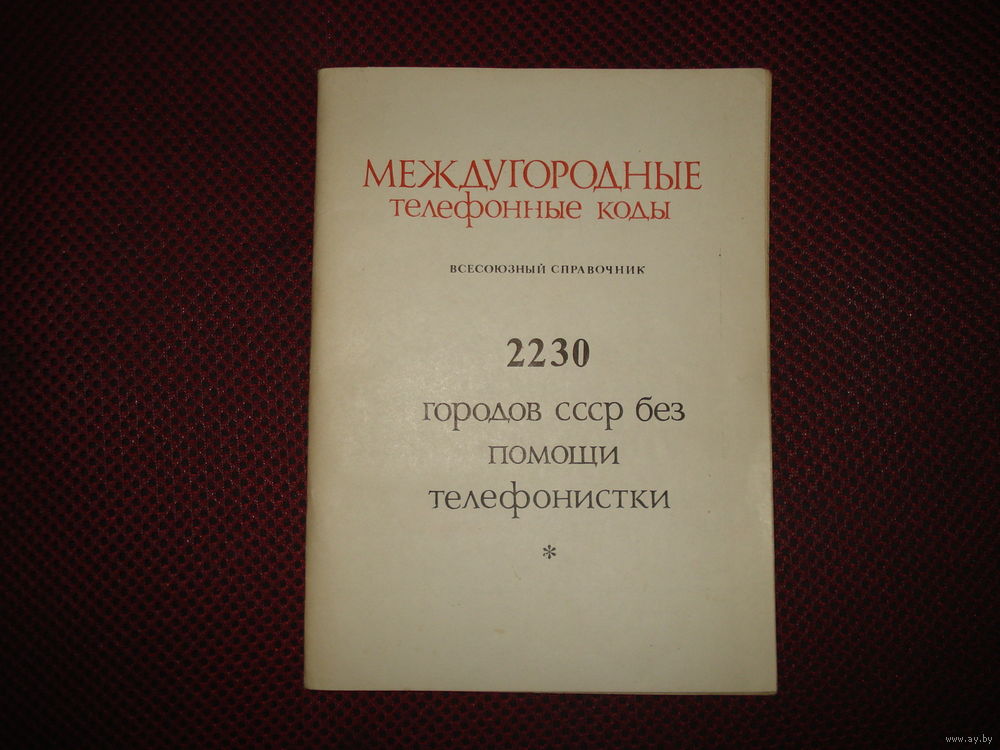 МЕЖДУГОРОДНЫЕ
телефонные коды
ВСЕСОЮЗНЫЙ СПРАВОЧНИК
2230
городов ссср без
помощи
телефонистки
*
www.ay.by